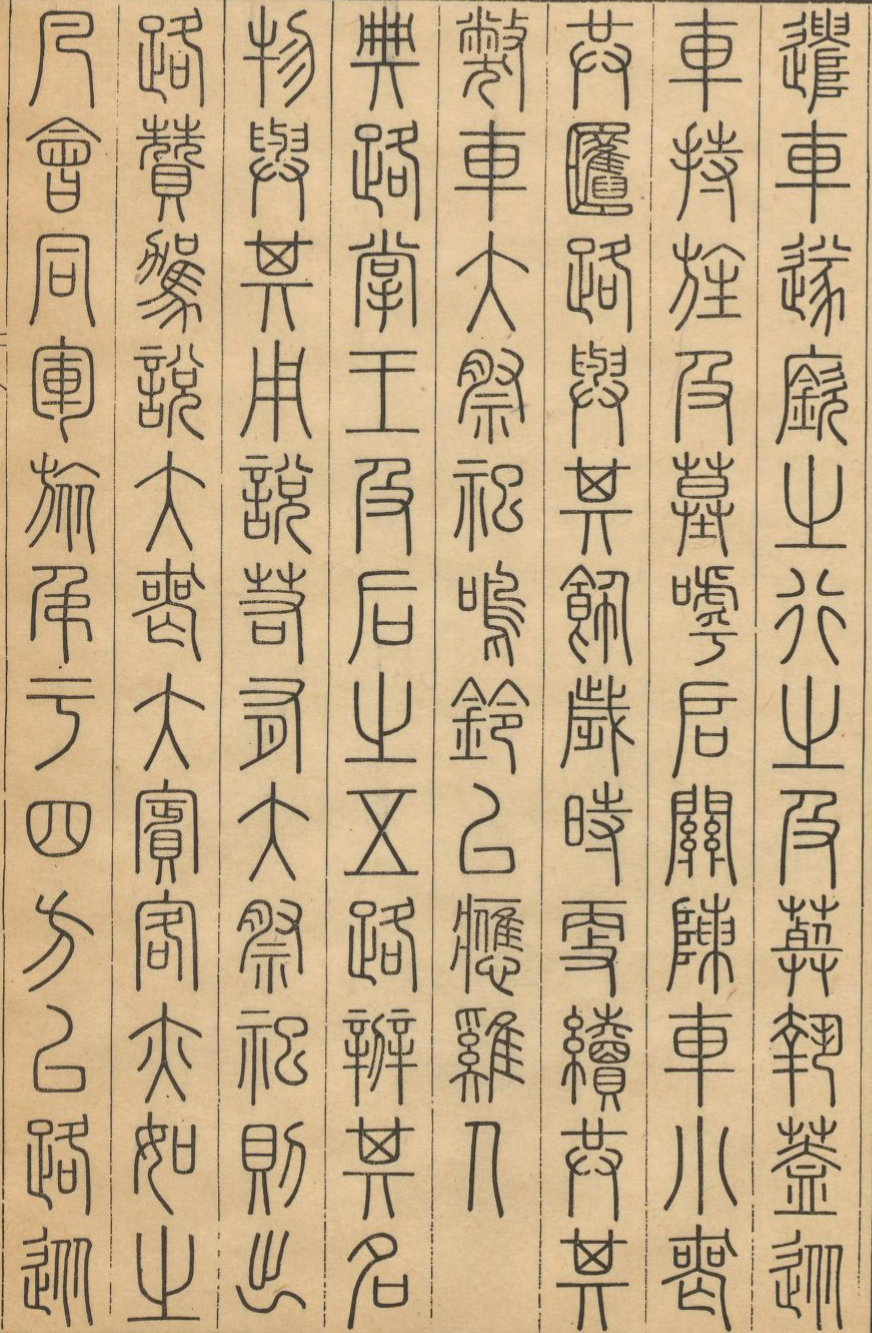 遣車遂廞之行之及葬執蓋從
車持旌及墓嘑启關陳車小喪
共匶路與其飾歲時更續共其
弊車大祭祀鳴鈴以應雞人
典路掌王及后之五路辨其名
物與其用說若有大祭祀則出
路贊駕說大喪大賓客亦如之
凡會同軍旅弔于四方以路從